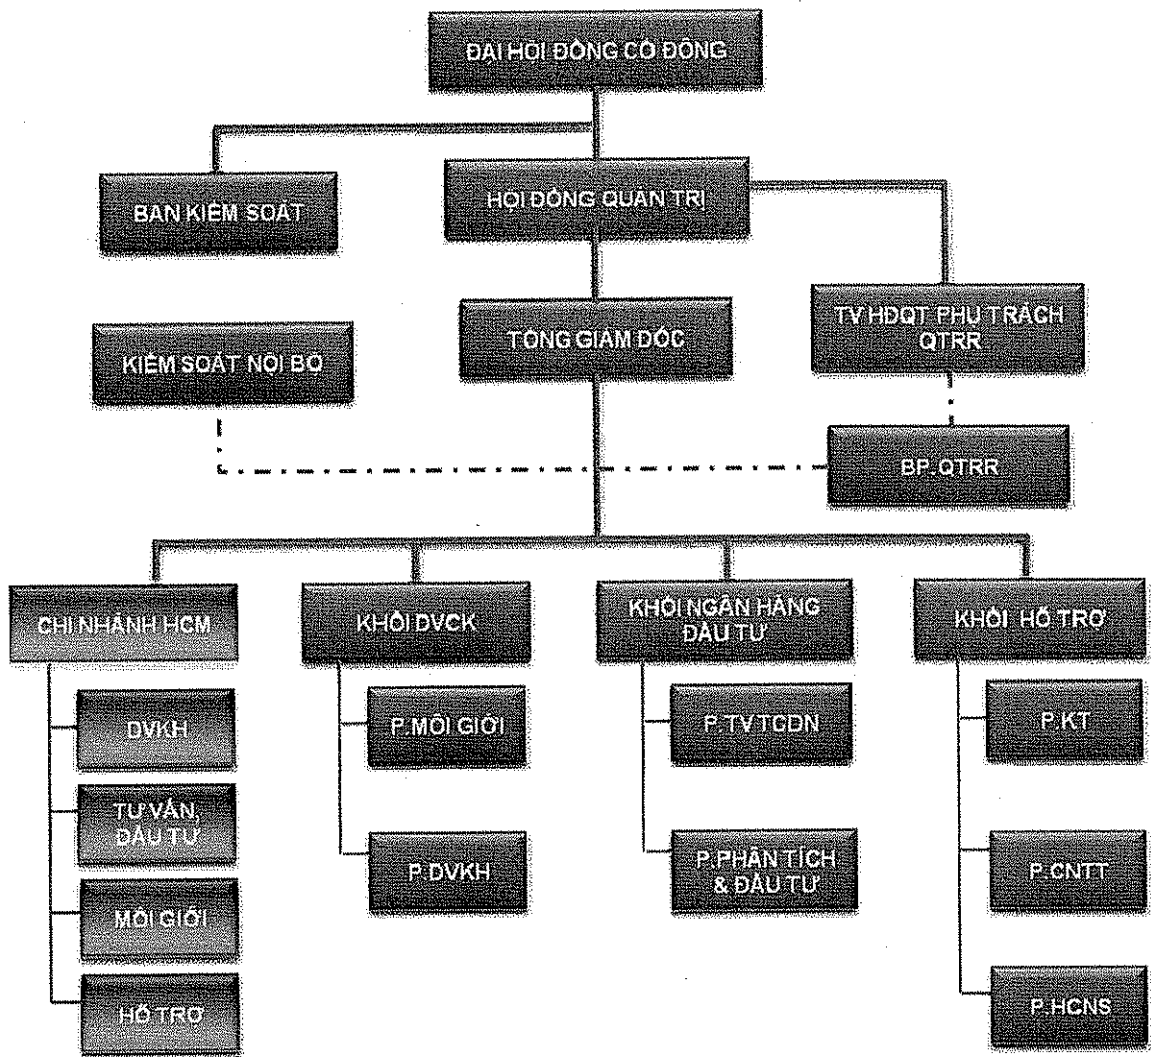 ĐẠI HỘI ĐỒNG CỔ ĐÔNG
BAN KIỂM SOÁT
HỘI ĐỒNG QUẢN TRỊ
KIỂM SOÁT NỘI BỘ
TỔNG GIÁM ĐỐC
TV HĐQT PHỤ TRÁCH
QTRR
BP.QTRR
CHI NHÁNH HCM
KHỐI DVCK
KHỐI NGÂN HÀNG
ĐẦU TƯ
KHỐI HỖ TRỢ
DVKH
TƯ VẤN,
ĐẦU TƯ
MÔI GIỚI
HỖ TRỢ
P.MÔI GIỚI
P.DVKH
P.TV TCDN
P.PHÂN TÍCH
& ĐẦU TƯ
P.KT
P.CNTT
P.HCNS